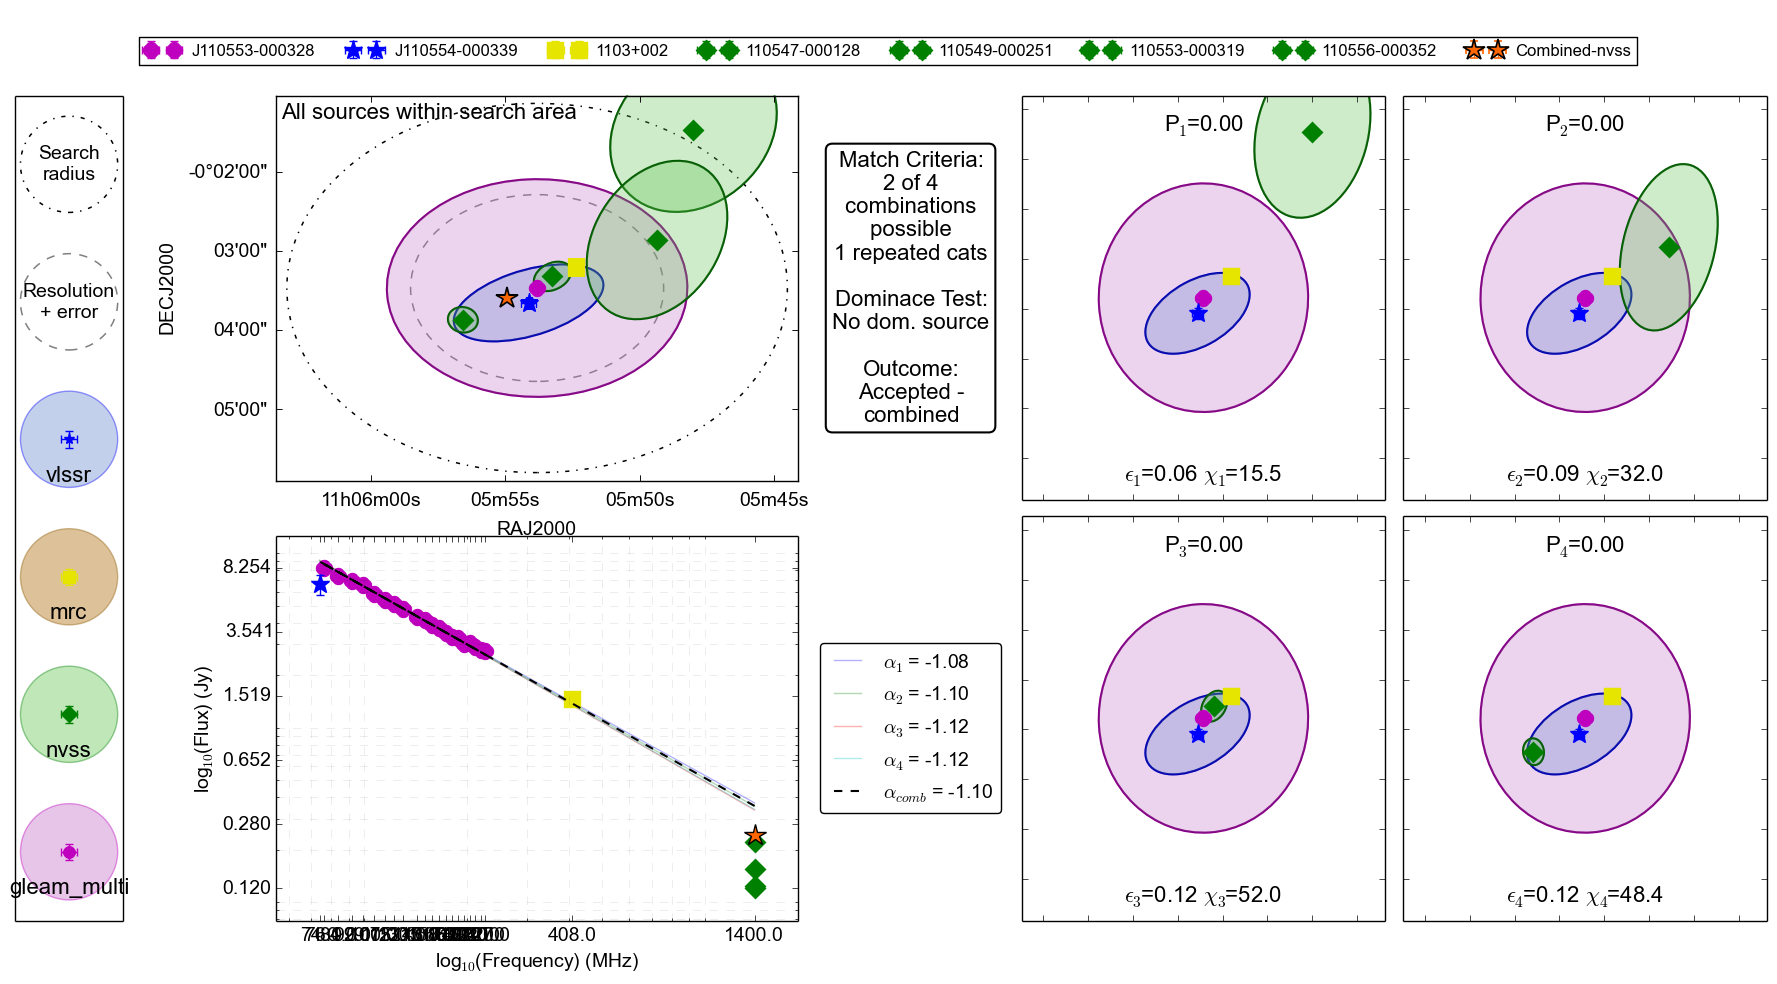 J110553-000328 J110554-000339 1103+002 110547-000128 110549-000251 110553-000319 110556-000352 Combined-nvss
Search
radius
Resolution
+ error
vlssr
mrc
nvss
gleam_multi
All sources within search area
DECJ2000
-0°02'00"
03'00"
04'00"
05'00"
11h06m00s 05m55s 05m50s 05m45s
RAJ2000
Match Criteria:
2 of 4
combinations
possible
1 repeated cats
Dominace Test:
No dom. source
Outcome:
Accepted -
combined
P1=0.00
ϵ1=0.06 χ1=15.5
P2=0.00
ϵ2=0.09 χ2=32.0
log10(Flux) (Jy)
8.254
3.541
1.519
0.652
0.280
0.120
408.0 1400.0
log10(Frequency) (MHz)
α1 = -1.08
α2 = -1.10
α3 = -1.12
α4 = -1.12
αcomb = -1.10
P3=0.00
ϵ3=0.12 χ3=52.0
P4=0.00
ϵ4=0.12 χ4=48.4